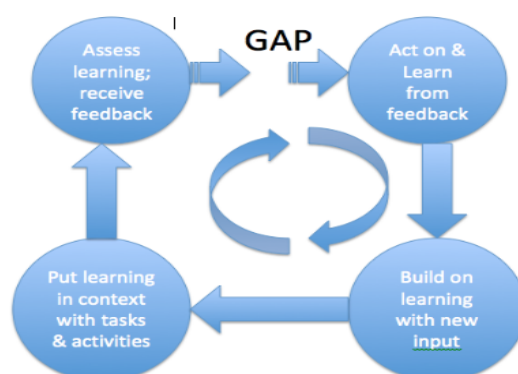 Assess
learning;
receive
feedback
GAP
Act on &
Learn
from
feedback
Build on
learning
with new
input
Put learning
in context
with tasks
& activities